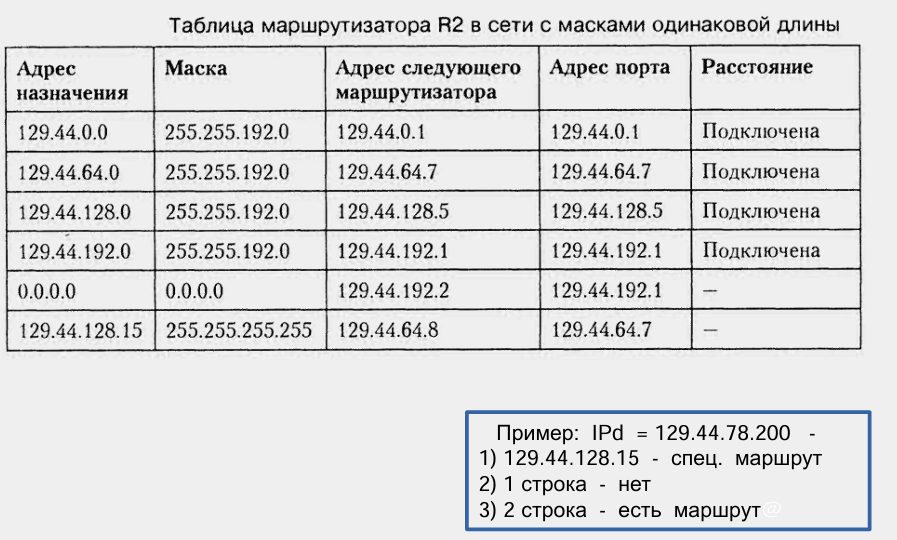 Таблица маршрутизатора R2 в сети с масками одинаковой длины
Адрес назначения Маска Адрес следующего маршрутизатора Адрес порта Расстояние
129.44.0.0 255.255.192.0 129.44.0.1 129.44.0.1 Подключена
129.44.64.0 255.255.192.0 129.44.64.7 129.44.64.7 Подключена
129.44.128.0 255.255.192.0 129.44.128.5 129.44.128.5 Подключена
129.44.192.0 255.255.192.0 129.44.192.1 129.44.192.1 Подключена
0.0.0.0 0.0.0.0 129.44.192.2 129.44.192.1 –
129.44.128.15 255.255.255.255 129.44.64.8 129.44.64.7 –
Пример: IPd = 129.44.78.200 -
1) 129.44.128.15 - спец. маршрут
2) 1 строка - нет
3) 2 строка - есть маршрут@